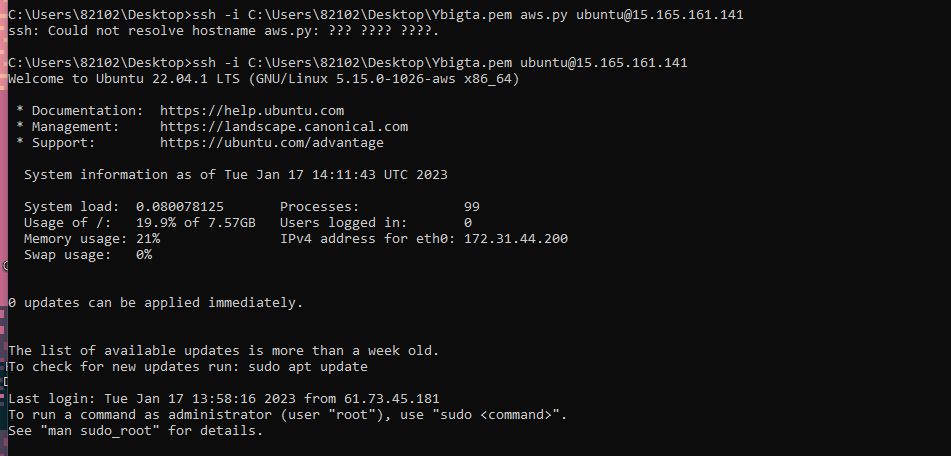 C:\Users\82102\Desktop>ssh -i C:\Users\82102\Desktop\Ybigta.pem aws.py ubuntu@15.165.161.141
ssh: Could not resolve hostname aws.py: ??? ???? ????.
C:\Users\82102\Desktop>ssh -i C:\Users\82102\Desktop\Ybigta.pem ubuntu@15.165.161.141
Welcome to Ubuntu 22.04.1 LTS (GNU/Linux 5.15.0-1026-aws x86_64)
* Documentation:  https://help.ubuntu.com
* Management:     https://landscape.canonical.com
* Support:        https://ubuntu.com/advantage
System information as of Tue Jan 17 14:11:43 UTC 2023
System load:  0.080078125       Processes:             99
Usage of /:   19.9% of 7.57GB   Users logged in:       0
Memory usage: 21%               IPv4 address for eth0: 172.31.44.200
Swap usage:   0%
0 updates can be applied immediately.
The list of available updates is more than a week old.
To check for new updates run: sudo apt update
Last login: Tue Jan 17 13:58:16 2023 from 61.73.45.181
To run a command as administrator (user "root"), use "sudo <command>".
See "man sudo_root" for details.